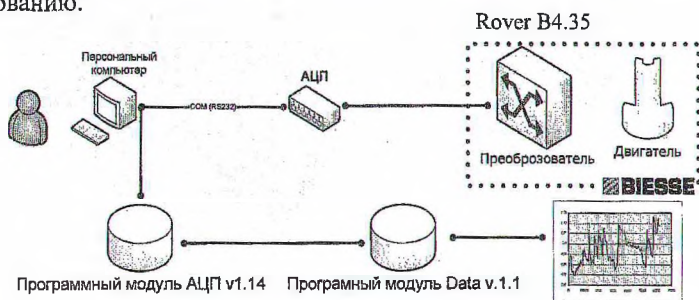 ованию.
Rover B4.35
Персональный
компьютер
АЦП
COM (RS232)
Преоброзователь
Двигатель
BIESSE
Программный модуль АЦП v1.14
Програмный модуль Data v.1.1